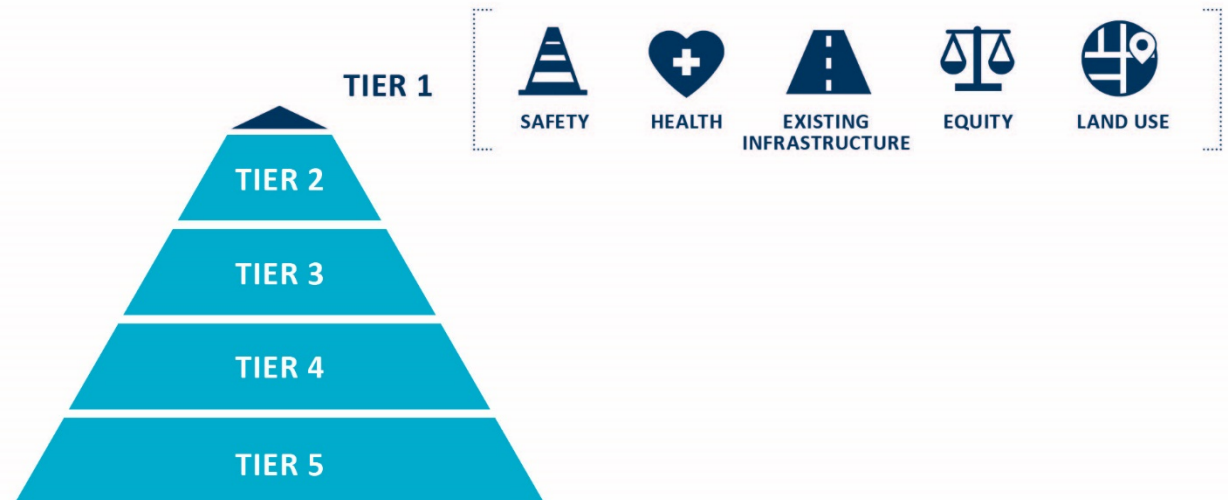 TIER 1
SAFETY
HEALTH
EXISTING
INFRASTRUCTURE
EQUITY
LAND USE
TIER 2
TIER 3
TIER 4
TIER 5